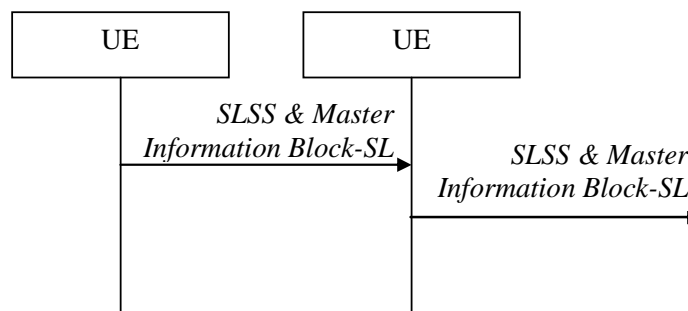 UE
UE
SLSS & Master
Information Block-SL
SLSS & Master
Information Block-SL